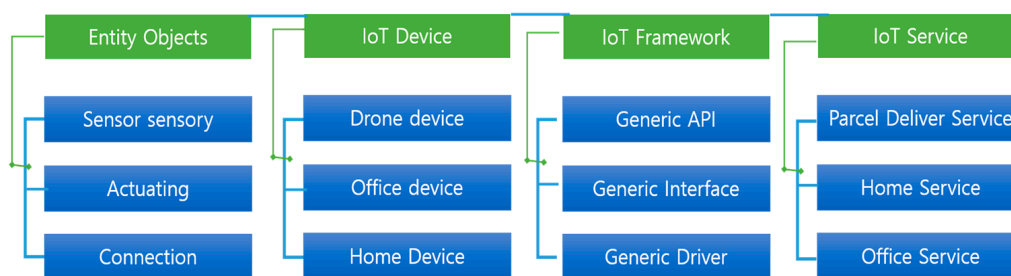 Entity Objects
IoT Device
IoT Framework
IoT Service
Sensor sensory
Drone device
Generic API
Parcel Deliver Service
Actuating
Office device
Generic Interface
Home Service
Connection
Home Device
Generic Driver
Office Service